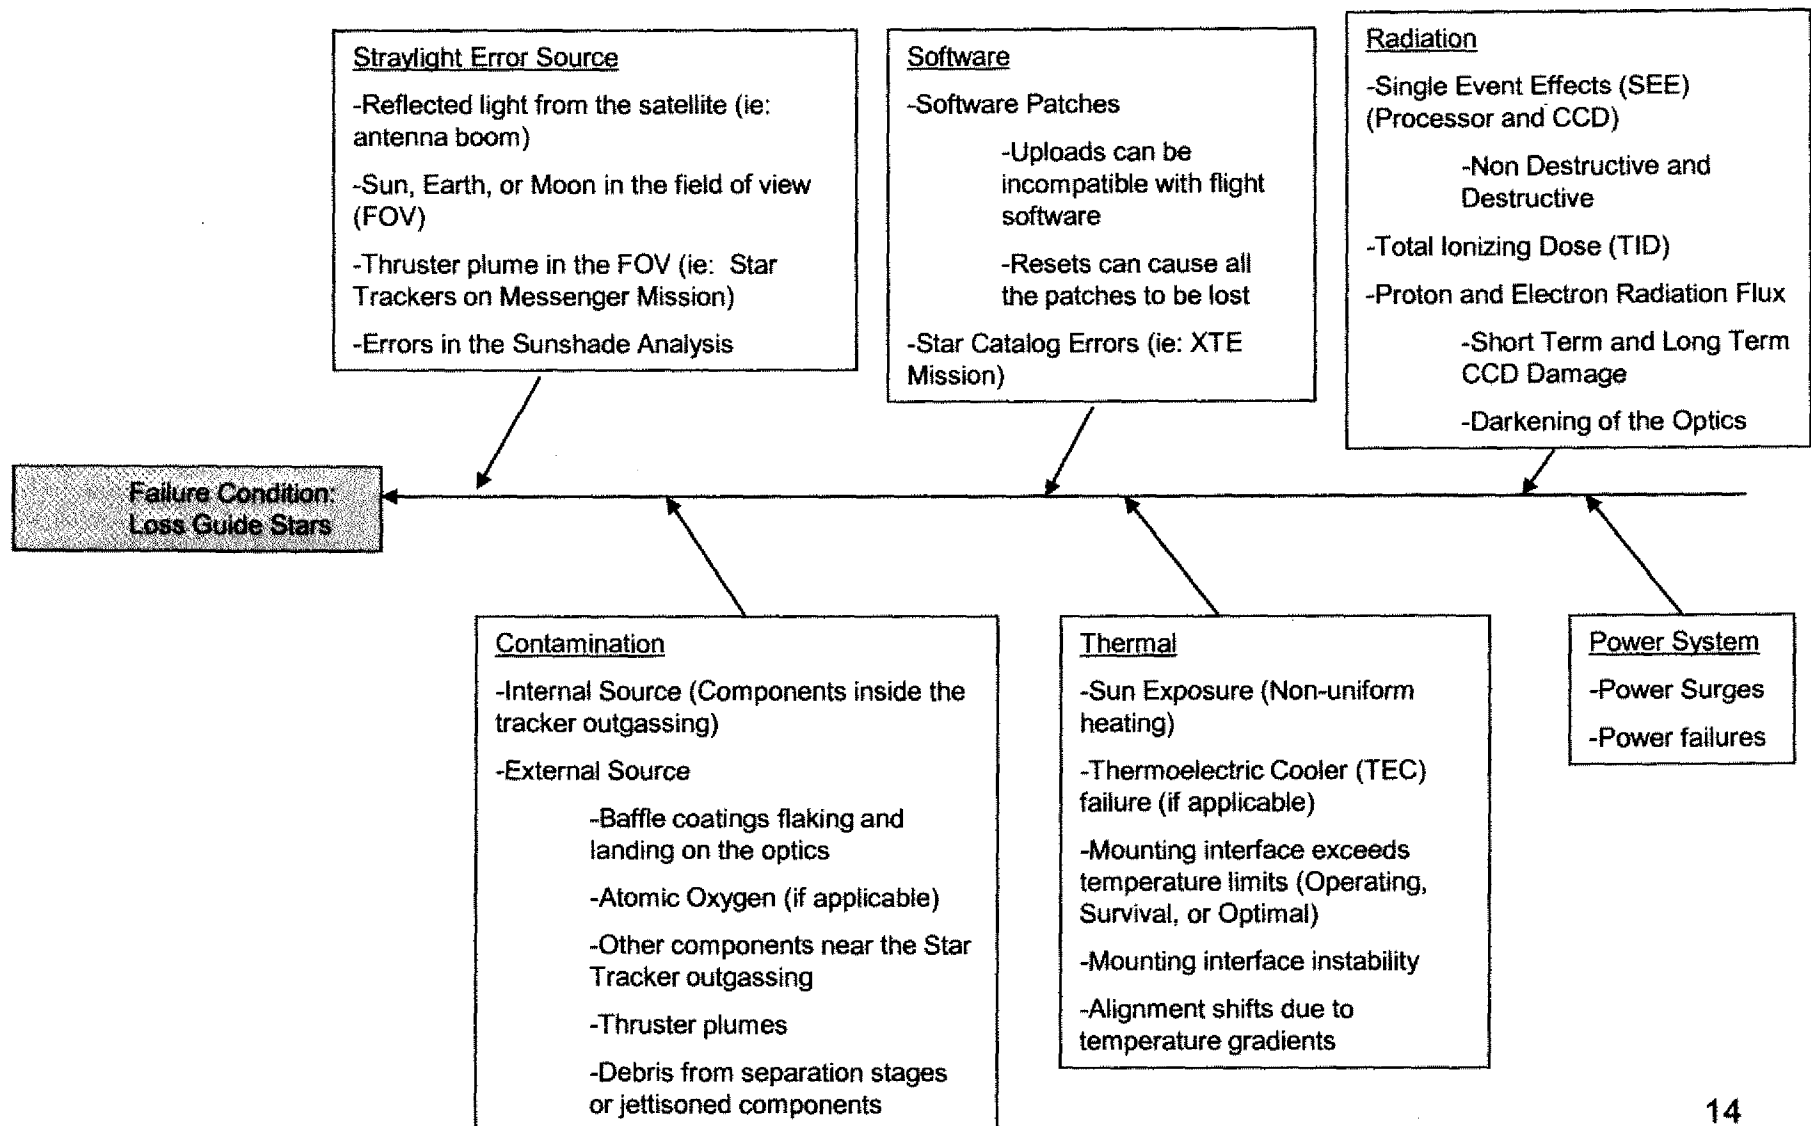 Straylight Error Source
-Reflected light from the satellite (ie:
antenna boom)
-Sun, Earth, or Moon in the field of view
(FOV)
-Thruster plume in the FOV (ie: Star
Trackers on Messenger Mission)
-Errors in the Sunshade Analysis
Software
-Software Patches
-Uploads can be
incompatible with flight
software
-Resets can cause all
the patches to be lost
-Star Catalog Errors (ie: XTE
Mission)
Radiation
-Single Event Effects (SEE)
(Processor and CCD)
-Non Destructive and
Destructive
-Total Ionizing Dose (TID)
-Proton and Electron Radiation Flux
-Short Term and Long Term
CCD Damage
-Darkening of the Optics
Failure Condition:
Loss Guide Stars
Contamination
-Internal Source (Components inside the
tracker outgassing)
-External Source
-Baffle coatings flaking and
landing on the optics
-Atomic Oxygen (if applicable)
-Other components near the Star
Tracker outgassing
-Thruster plumes
-Debris from separation stages
or jettisoned components
Thermal
-Sun Exposure (Non-uniform
heating)
-Thermoelectric Cooler (TEC)
failure (if applicable)
-Mounting interface exceeds
temperature limits (Operating,
Survival, or Optimal)
-Mounting interface instability
-Alignment shifts due to
temperature gradients
Power System
-Power Surges
-Power failures
14